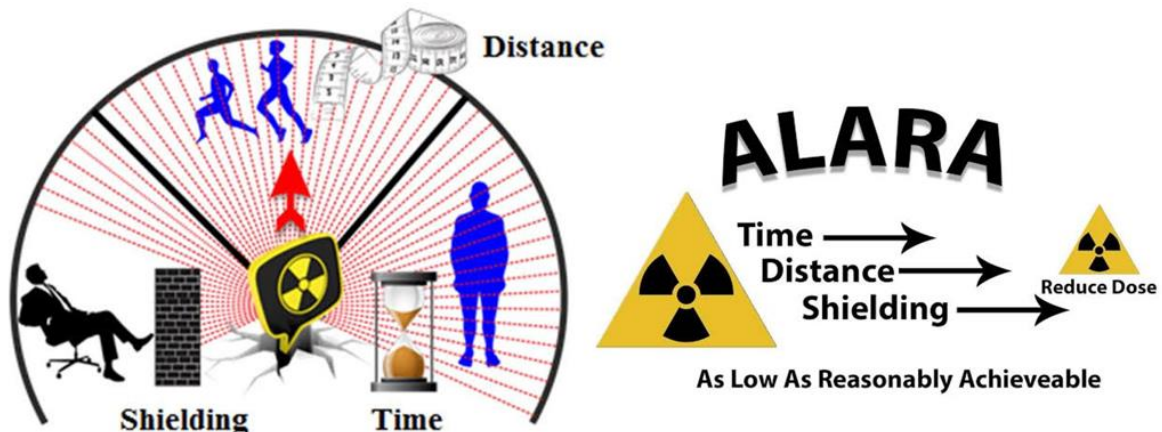 Distance
Shielding
Time
ALARA
Time
Distance
Shielding
Reduce Dose
As Low As Reasonably Achieveable